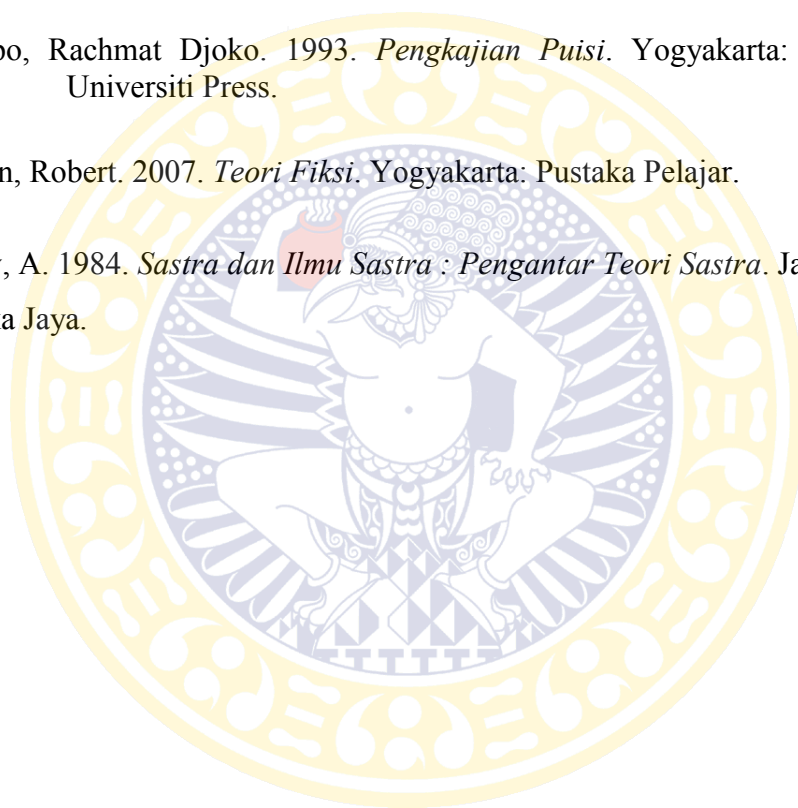 po, Rachmat Djoko. 1993. Pengkajian Puisi. Yogyakarta:
Universiti Press.
n, Robert. 2007. Teori Fiksi. Yogyakarta: Pustaka Pelajar.
, A. 1984. Sastra dan Ilmu Sastra : Pengantar Teori Sastra. Ja
a Jaya.